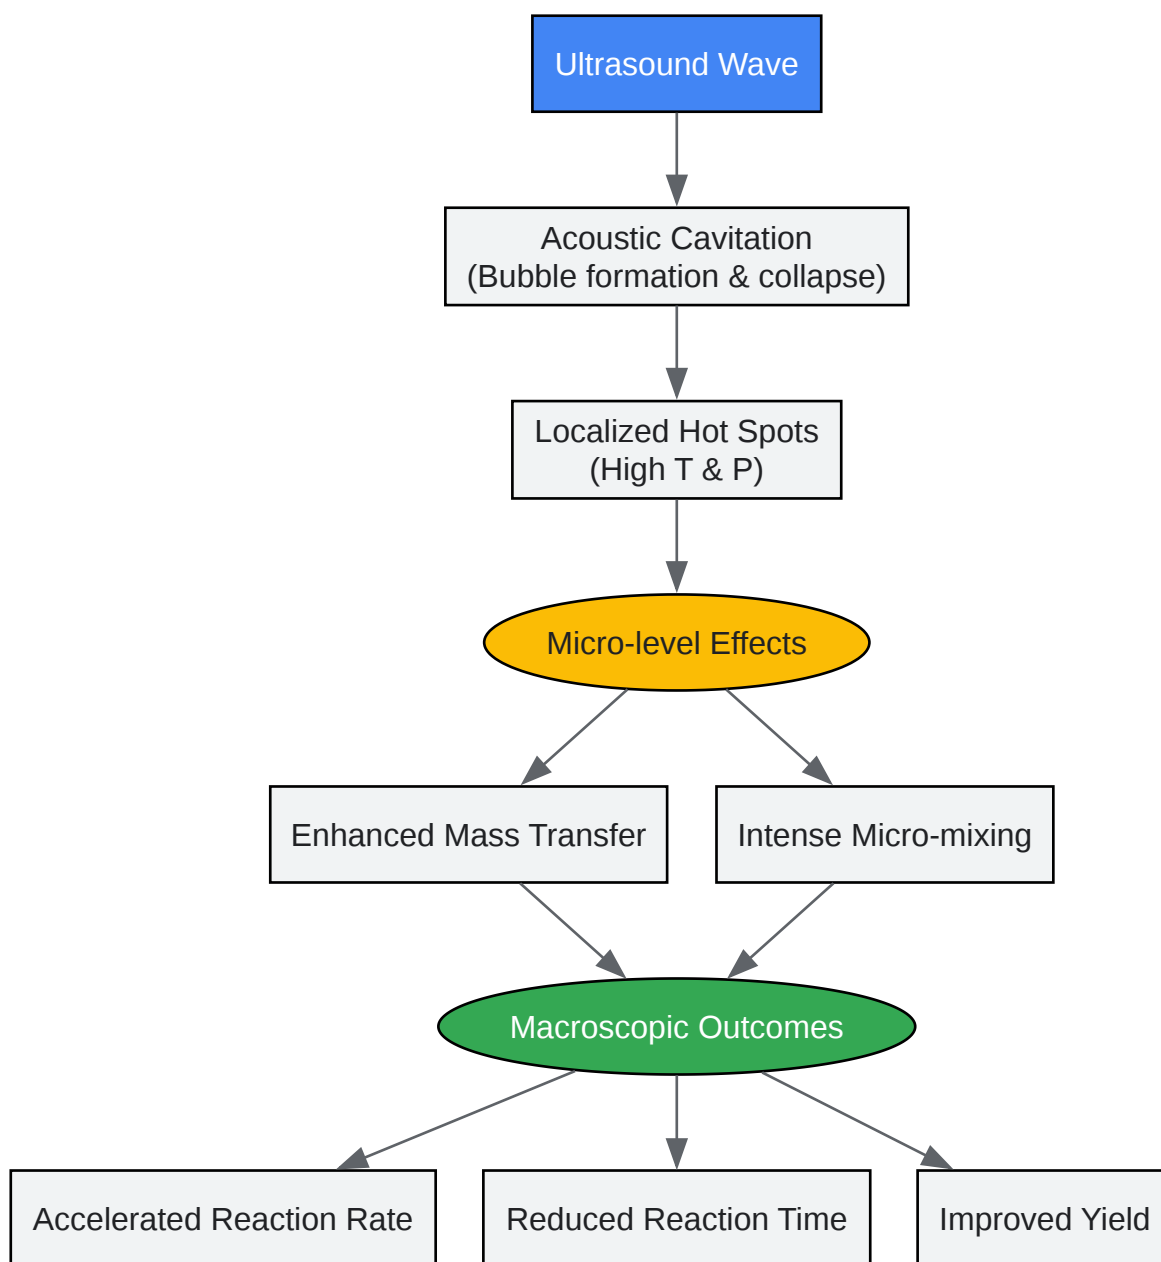 Ultrasound Wave
Acoustic Cavitation
(Bubble formation & collapse)
Localized Hot Spots
(High T & P)
Micro-level Effects
Enhanced Mass Transfer
Intense Micro-mixing
Macroscopic Outcomes
Accelerated Reaction Rate
Reduced Reaction Time
Improved Yield